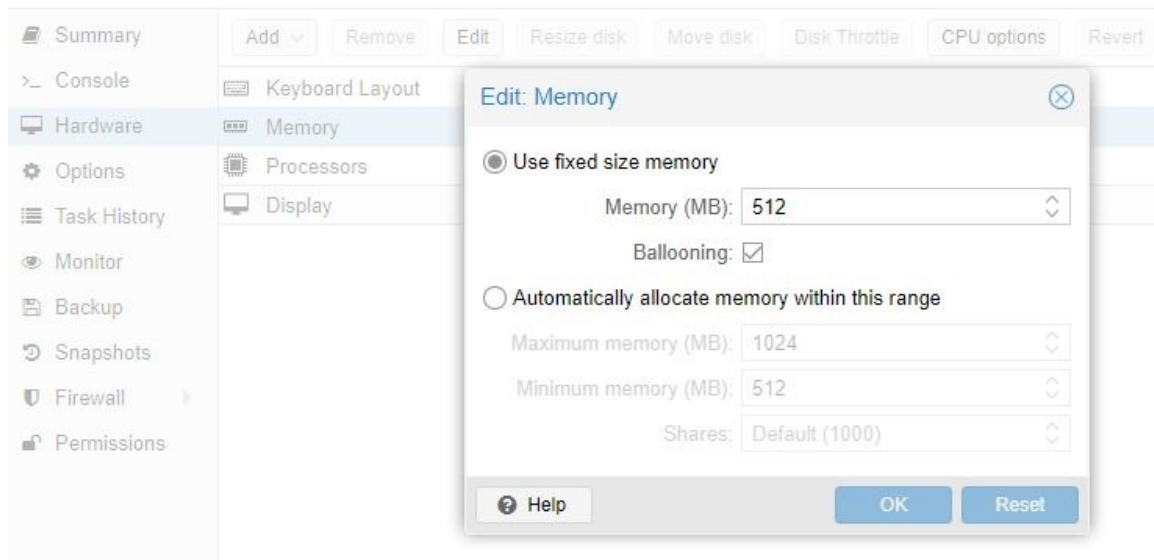 Summary
Console
Hardware
Options
Task History
Monitor
Backup
Snapshots
Firewall
Permissions
Add Remove Edit Resize disk Move disk Disk Throttle CPU options Revert
Keyboard Layout
Memory
Processors
Display
Edit: Memory
Use fixed size memory
Memory (MB): 512
Ballooning:
Automatically allocate memory within this range
Maximum memory (MB): 1024
Minimum memory (MB): 512
Shares: Default (1000)
Help OK Reset